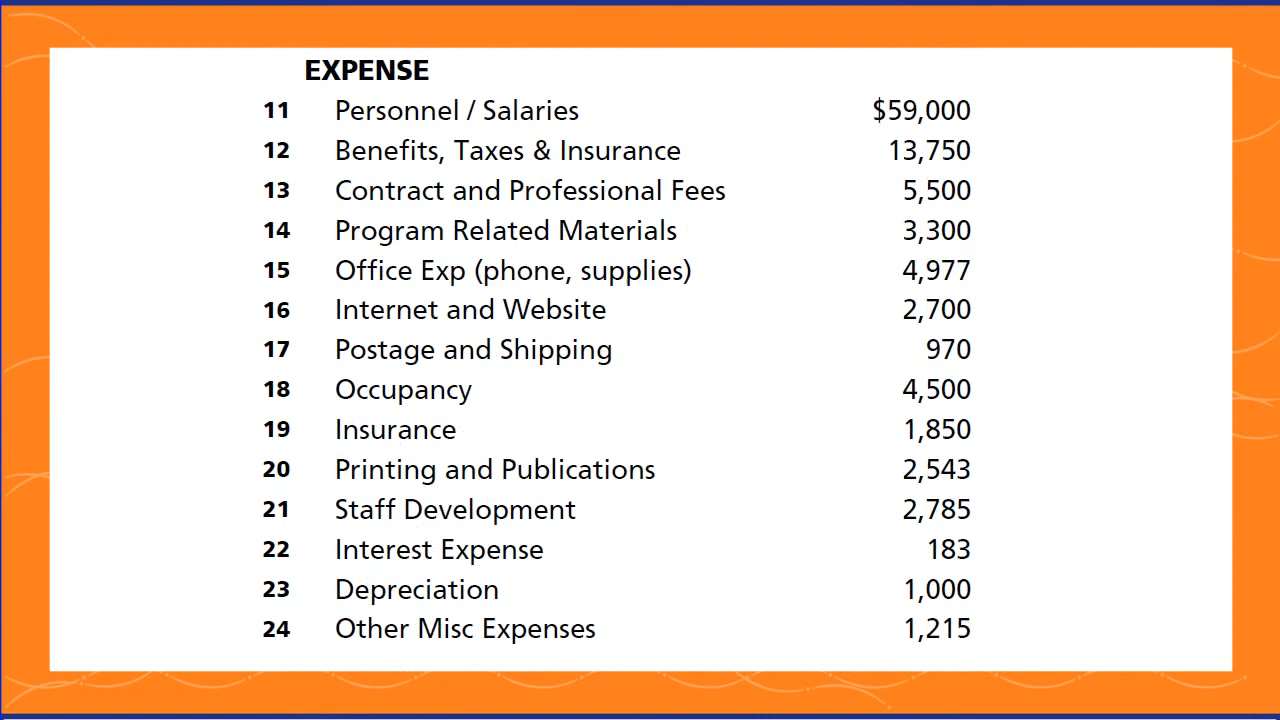 EXPENSE
11 Personnel / Salaries $59,000
12 Benefits, Taxes & Insurance 13,750
13 Contract and Professional Fees 5,500
14 Program Related Materials 3,300
15 Office Exp (phone, supplies) 4,977
16 Internet and Website 2,700
17 Postage and Shipping 970
18 Occupancy 4,500
19 Insurance 1,850
20 Printing and Publications 2,543
21 Staff Development 2,785
22 Interest Expense 183
23 Depreciation 1,000
24 Other Misc Expenses 1,215